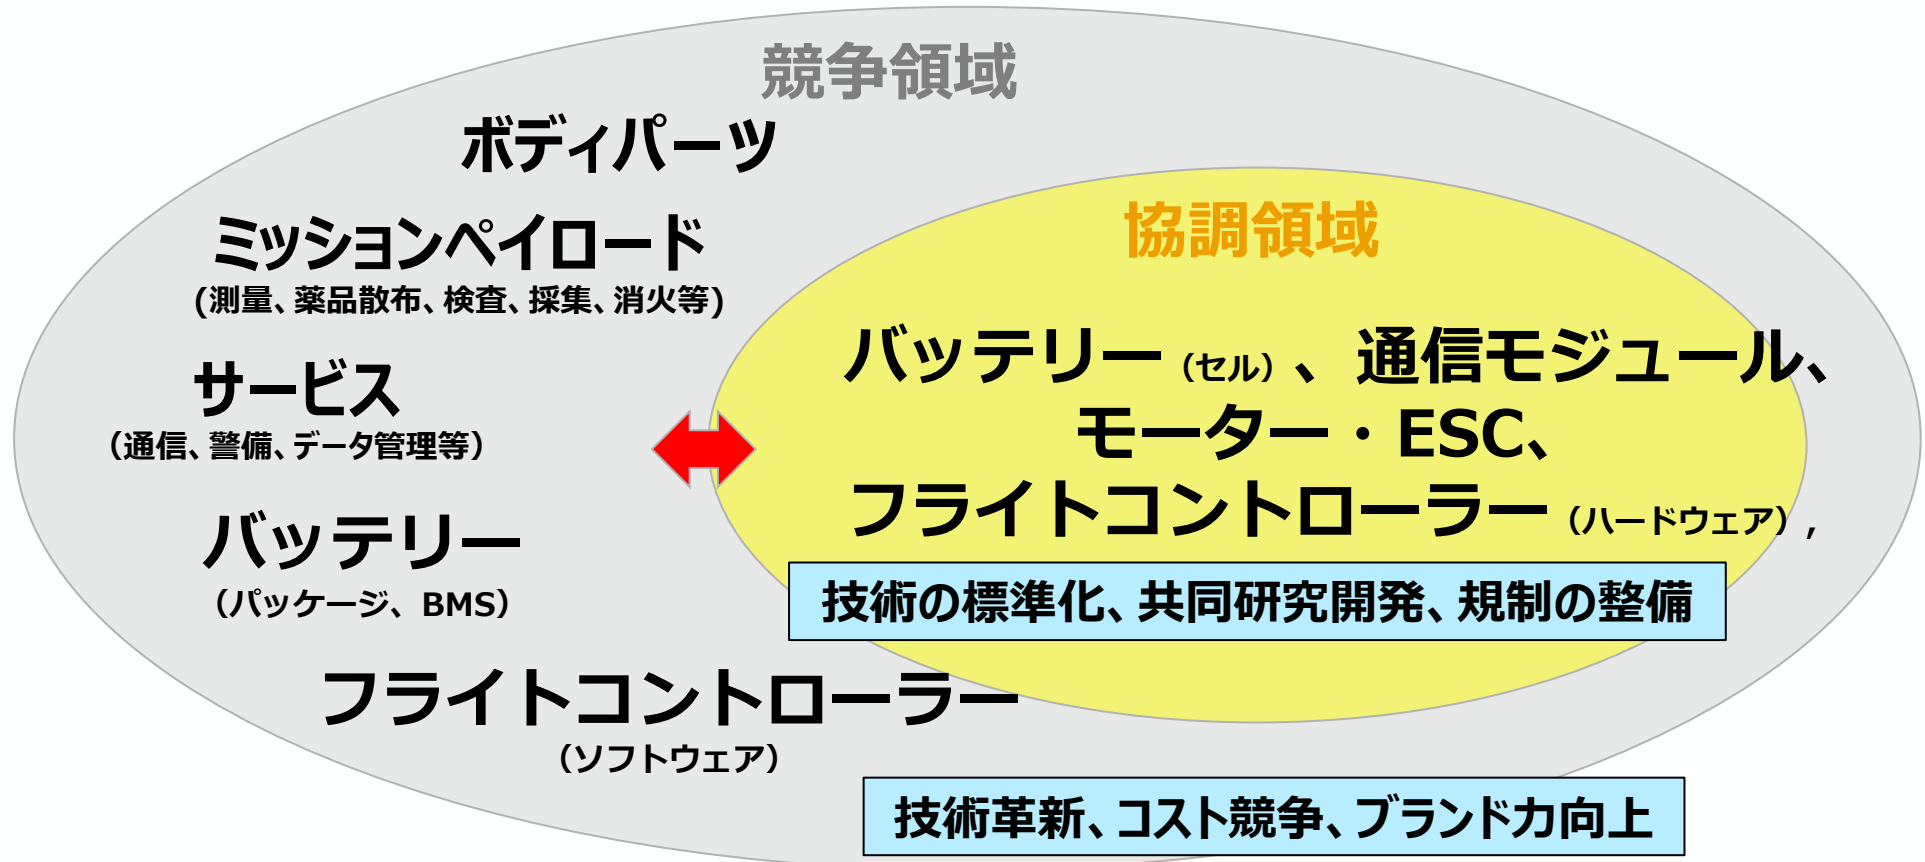 競争領域
ボディパーツ
ミッションペイロード
(測量、薬品散布、検査、採集、消火等)
サービス
（通信、警備、データ管理等）
バッテリー
（パッケージ、BMS）
フライトコントローラー
（ソフトウェア）
協調領域
バッテリー（セル）、通信モジュール、
モーター・ESC、
フライトコントローラー（ハードウェア）,
技術の標準化、共同研究開発、規制の整備
技術革新、コスト競争、ブランド力向上